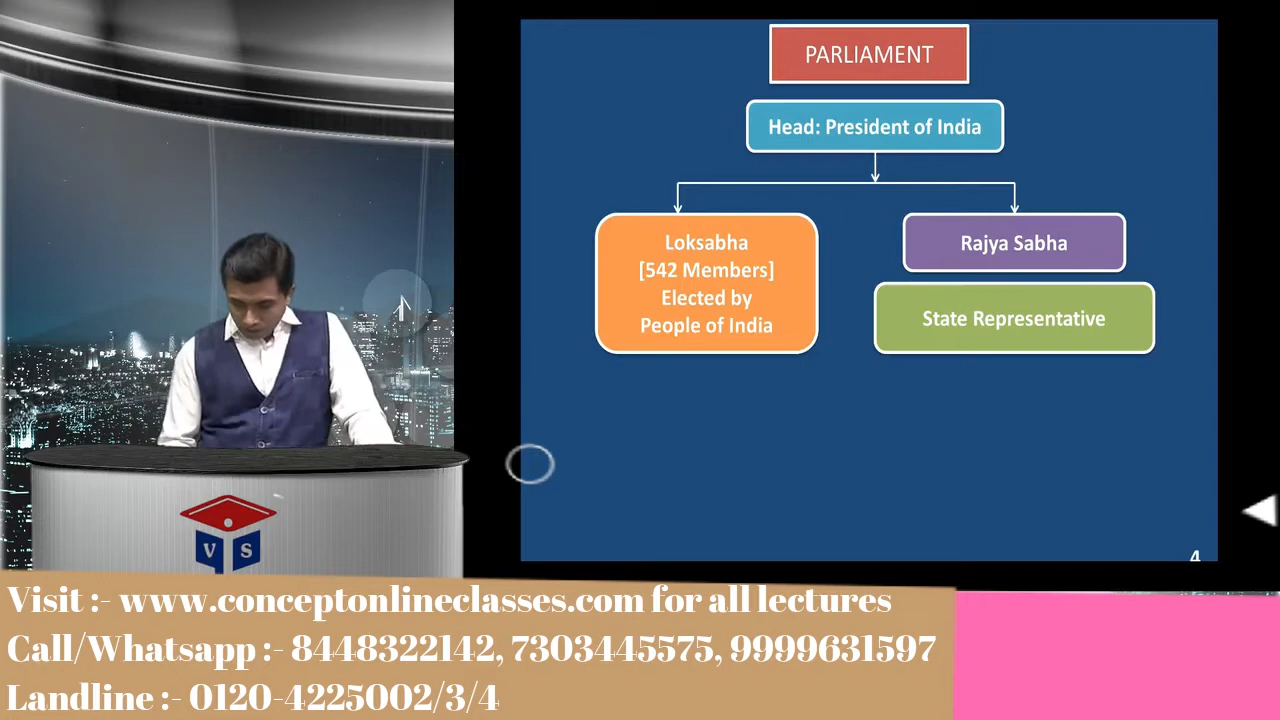 PARLIAMENT
Head: President of India
Loksabha
[542 Members]
Elected by
People of India
Rajya Sabha
State Representative
4
V S
Visit :- www.conceptonlineclasses.com for all lectures
Call/Whatsapp :- 8448322142, 7303445575, 9999631597
Landline :- 0120-4225002/3/4